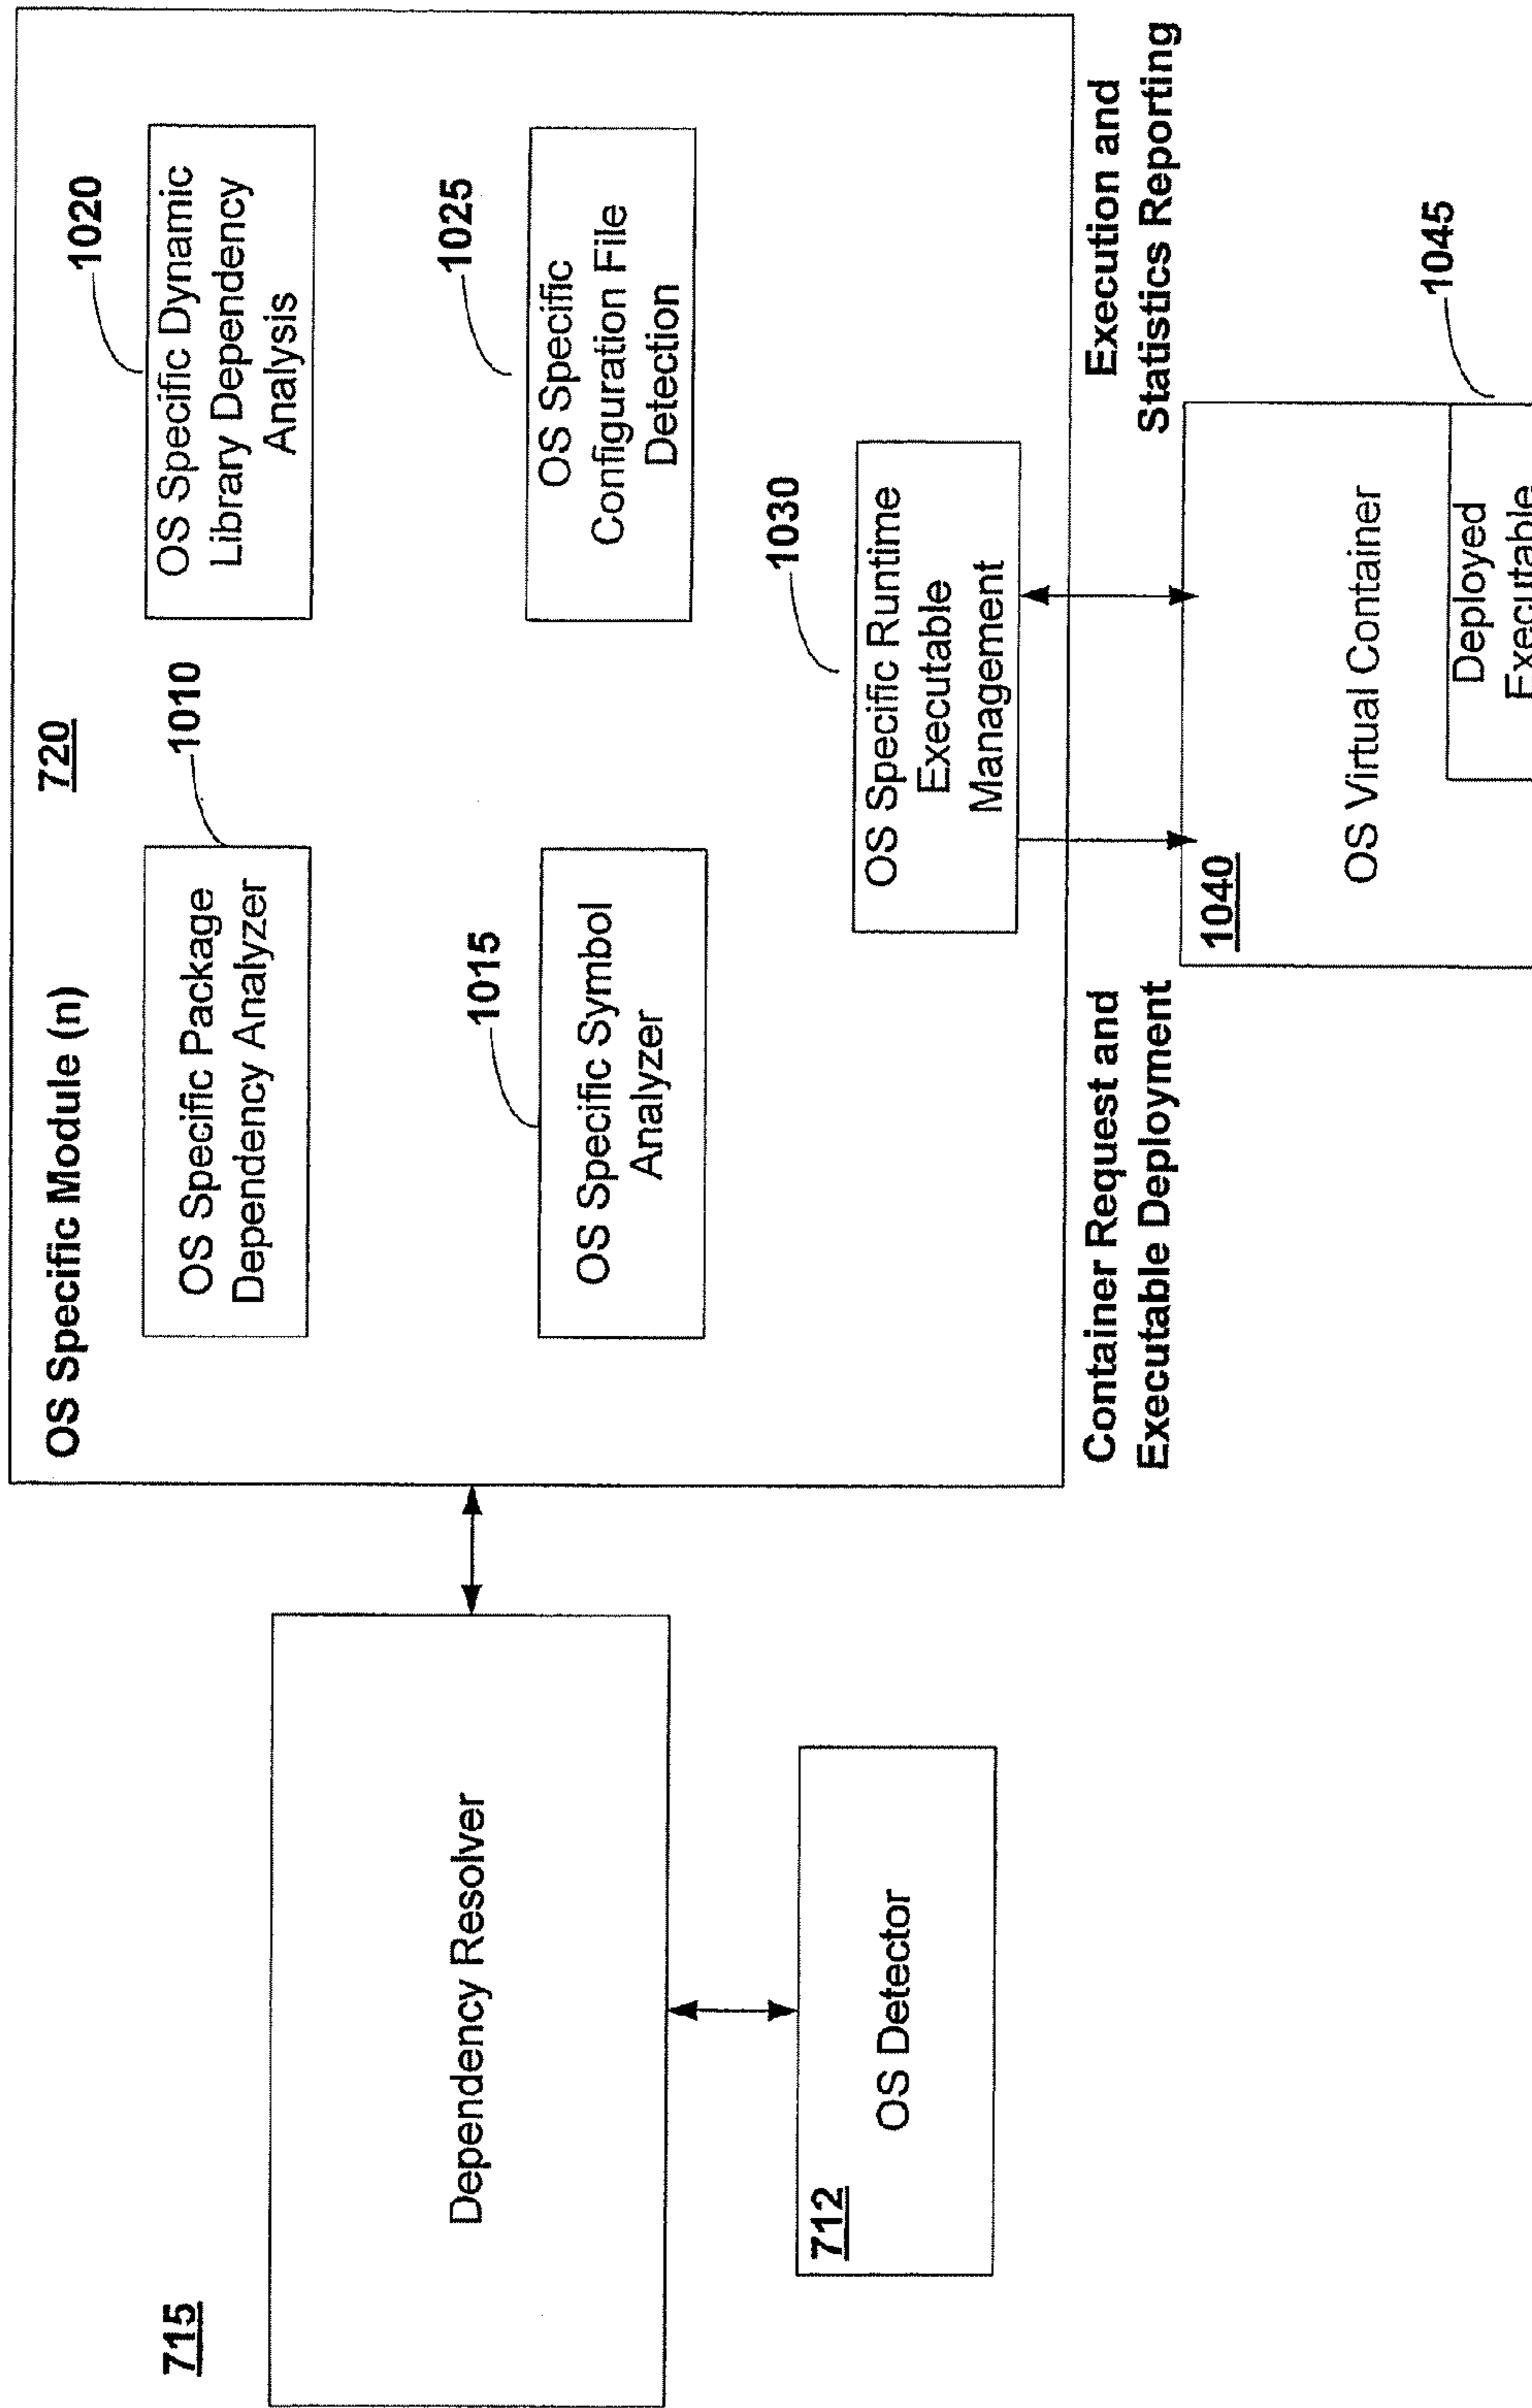 715
Dependency Resolver
712
OS Detector
OS Specific Module (n)
720
OS Specific Package
Dependency Analyzer
1010
OS Specific Dynamic
Library Dependency
Analysis
1020
OS Specific Symbol
Analyzer
1015
OS Specific
Configuration File
Detection
1025
OS Specific Runtime
Executable
Management
1030
Container Request and
Executable Deployment
Execution and
Statistics Reporting
1040
OS Virtual Container
Deployed
Executable
1045